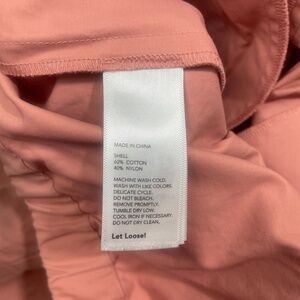 MADE IN CHINA
SHELL
60% COTTON
40% NYLON
MACHINE WASH COLD.
WASH WITH LIKE COLORS.
DELICATE CYCLE.
DO NOT BLEACH.
REMOVE PROMPTLY.
TUMBLE DRY LOW.
COOL IRON IF NECESSARY.
DO NOT DRY CLEAN.
Let Loose!